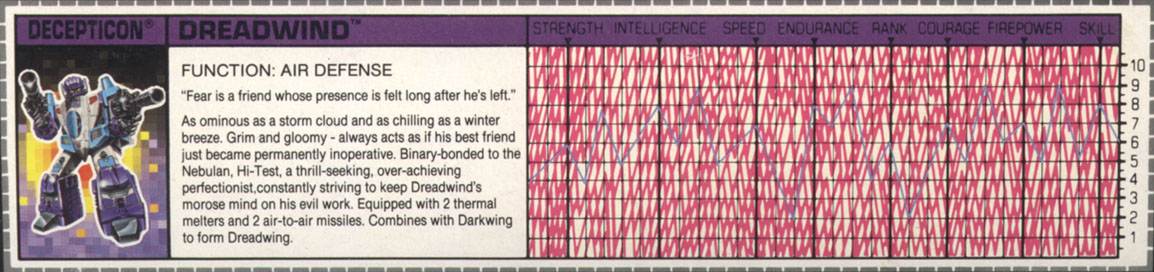 DECEPTICON®
DREADWIND™
STRENGTH INTELLIGENCE SPEED ENDURANCE RANK COURAGE FIREPOWER SKILL
FUNCTION: AIR DEFENSE
“Fear is a friend whose presence is felt long after he's left.”
As ominous as a storm cloud and as chilling as a winter
breeze. Grim and gloomy - always acts as if his best friend
just became permanently inoperative. Binary-bonded to the
Nebulan, Hi-Test, a thrill-seeking, over-achieving
perfectionist,constantly striving to keep Dreadwind's
morose mind on his evil work. Equipped with 2 thermal
melters and 2 air-to-air missiles. Combines with Darkwing
to form Dreadwing.
10
9
8
7
6
5
4
3
2
1